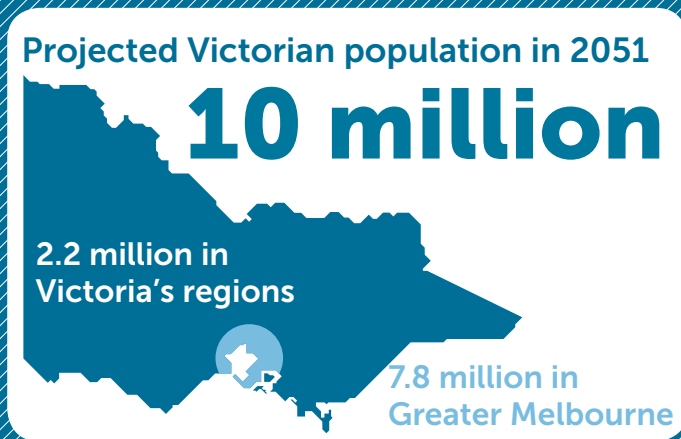 Projected Victorian population in 2051
10 million
2.2 million in
Victoria's regions
7.8 million in
Greater Melbourne